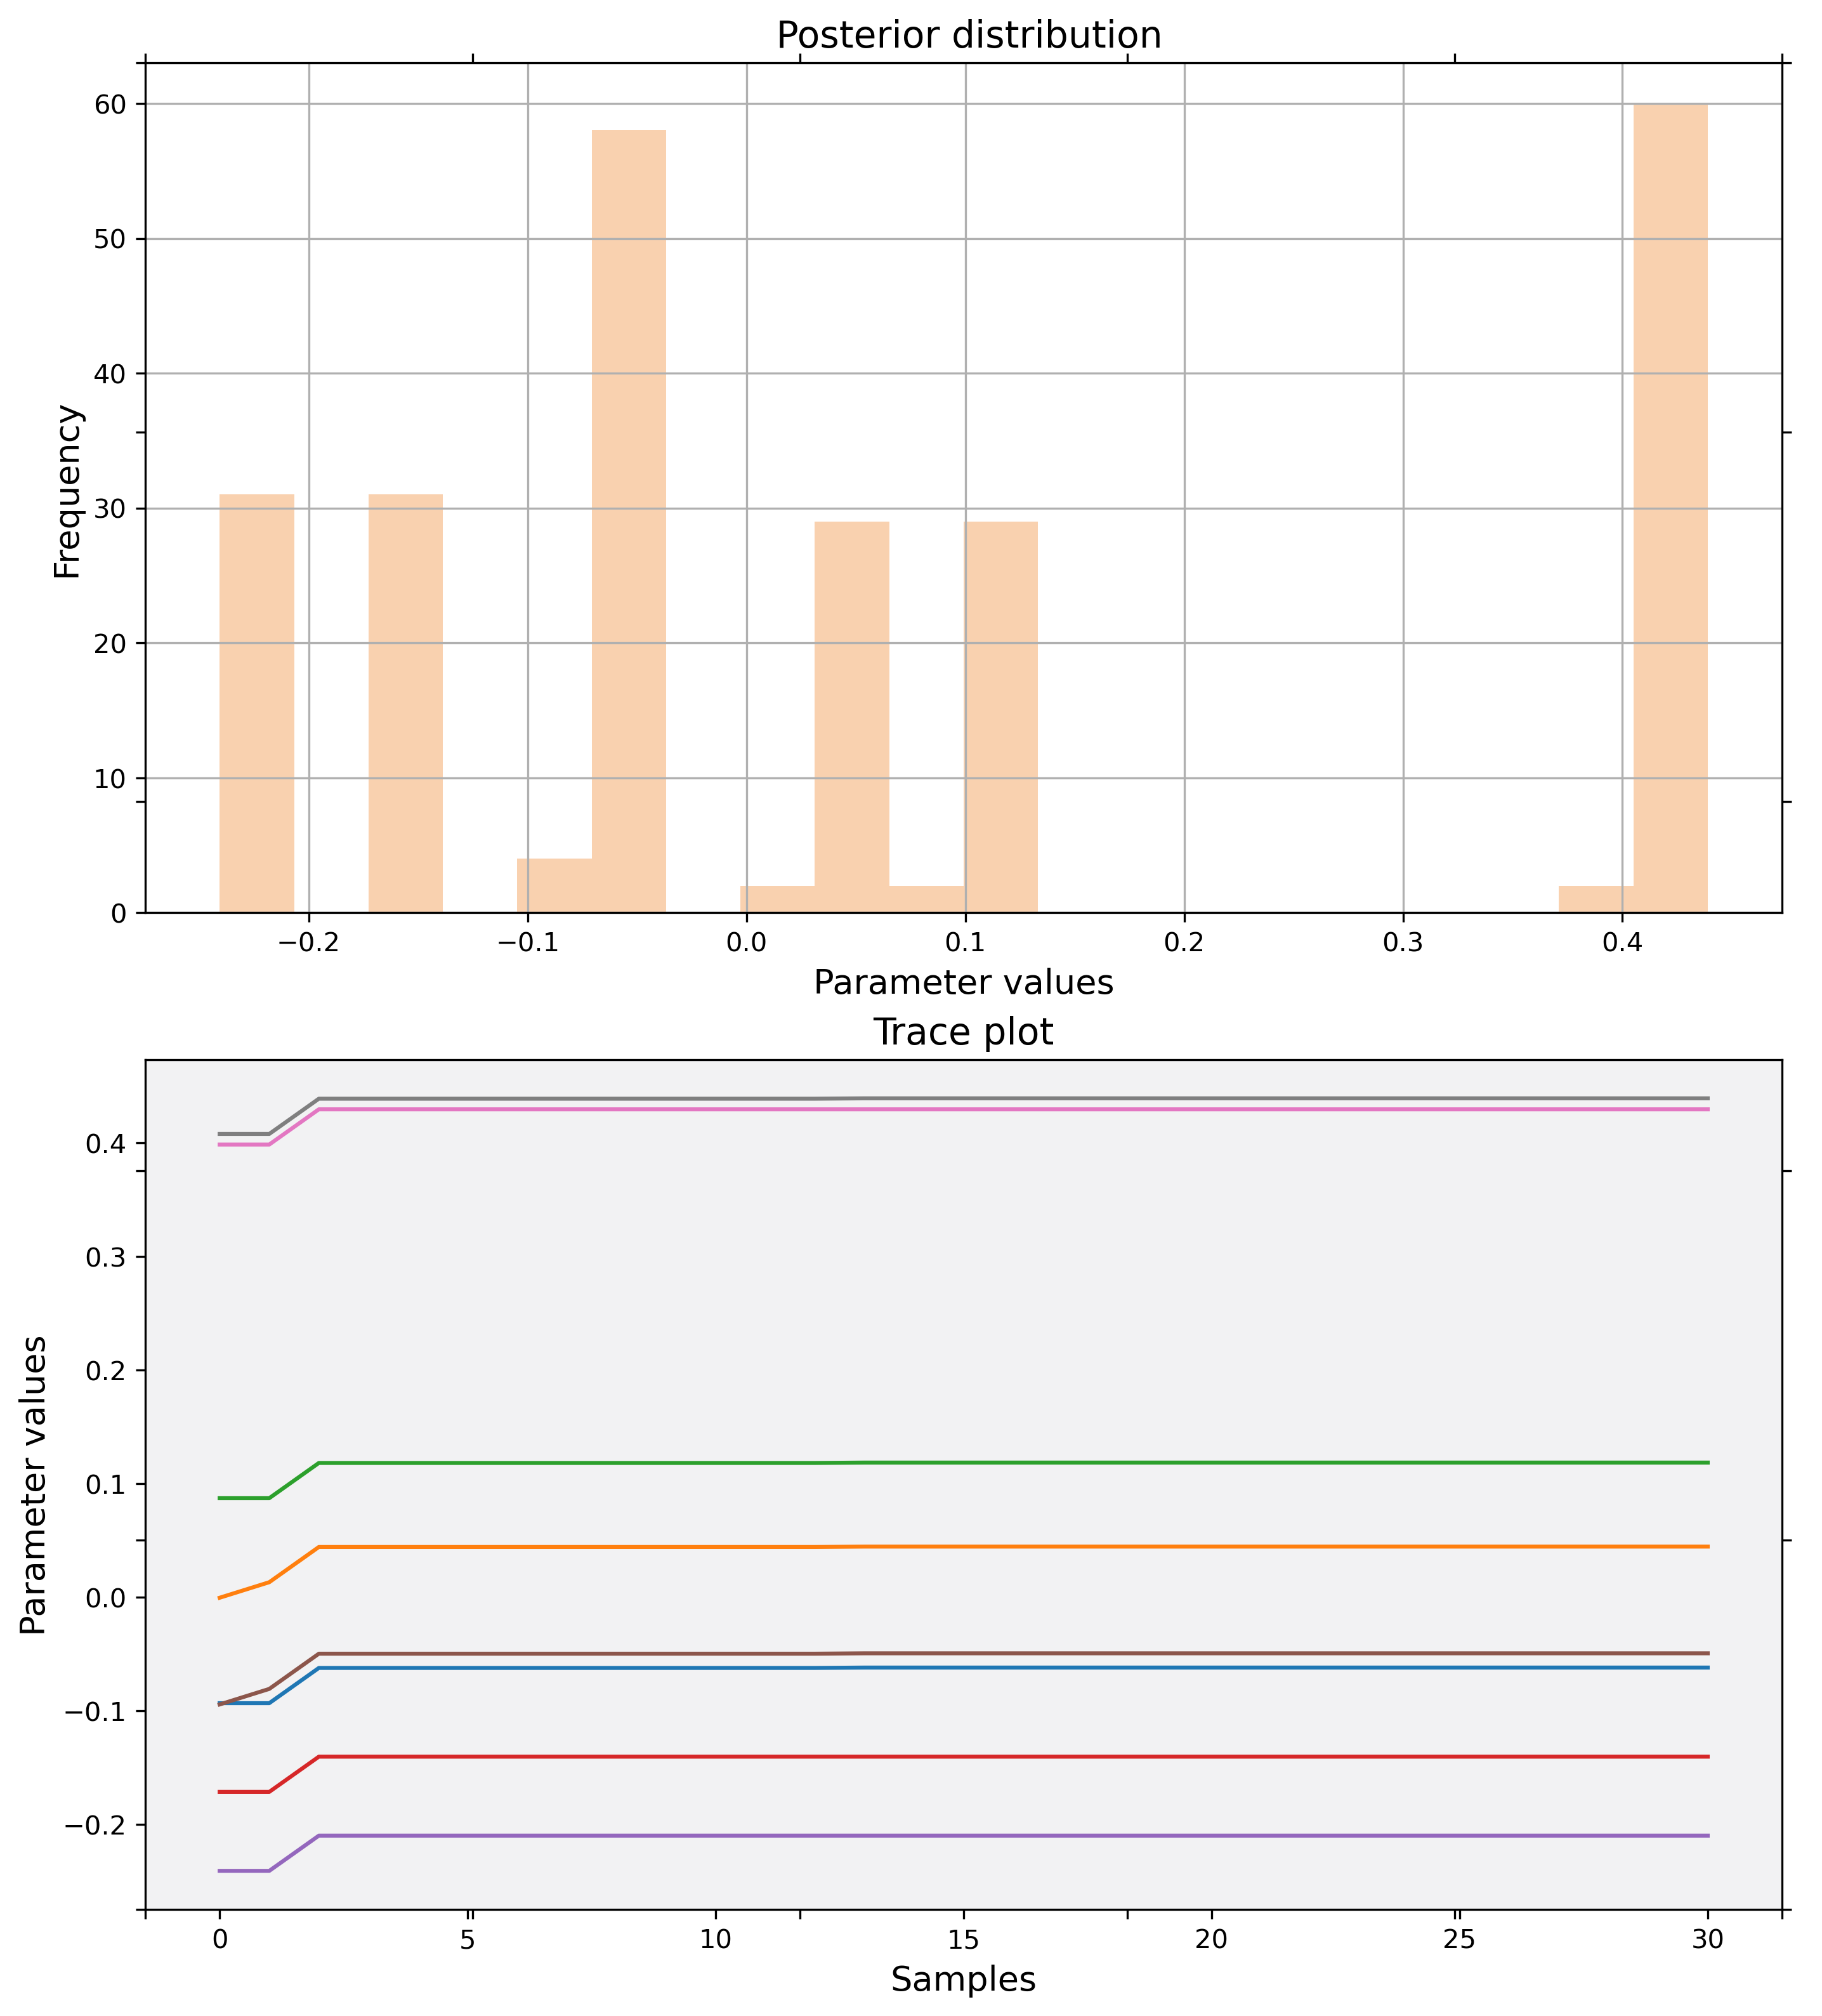 Posterior distribution
60
50
40
30
20
10
0
Frequency
−0.2 −0.1 0.0 0.1 0.2 0.3 0.4
Parameter values
Trace plot
0.4
0.3
0.2
0.1
0.0
−0.1
−0.2
Parameter values
0 5 10 15 20 25 30
Samples